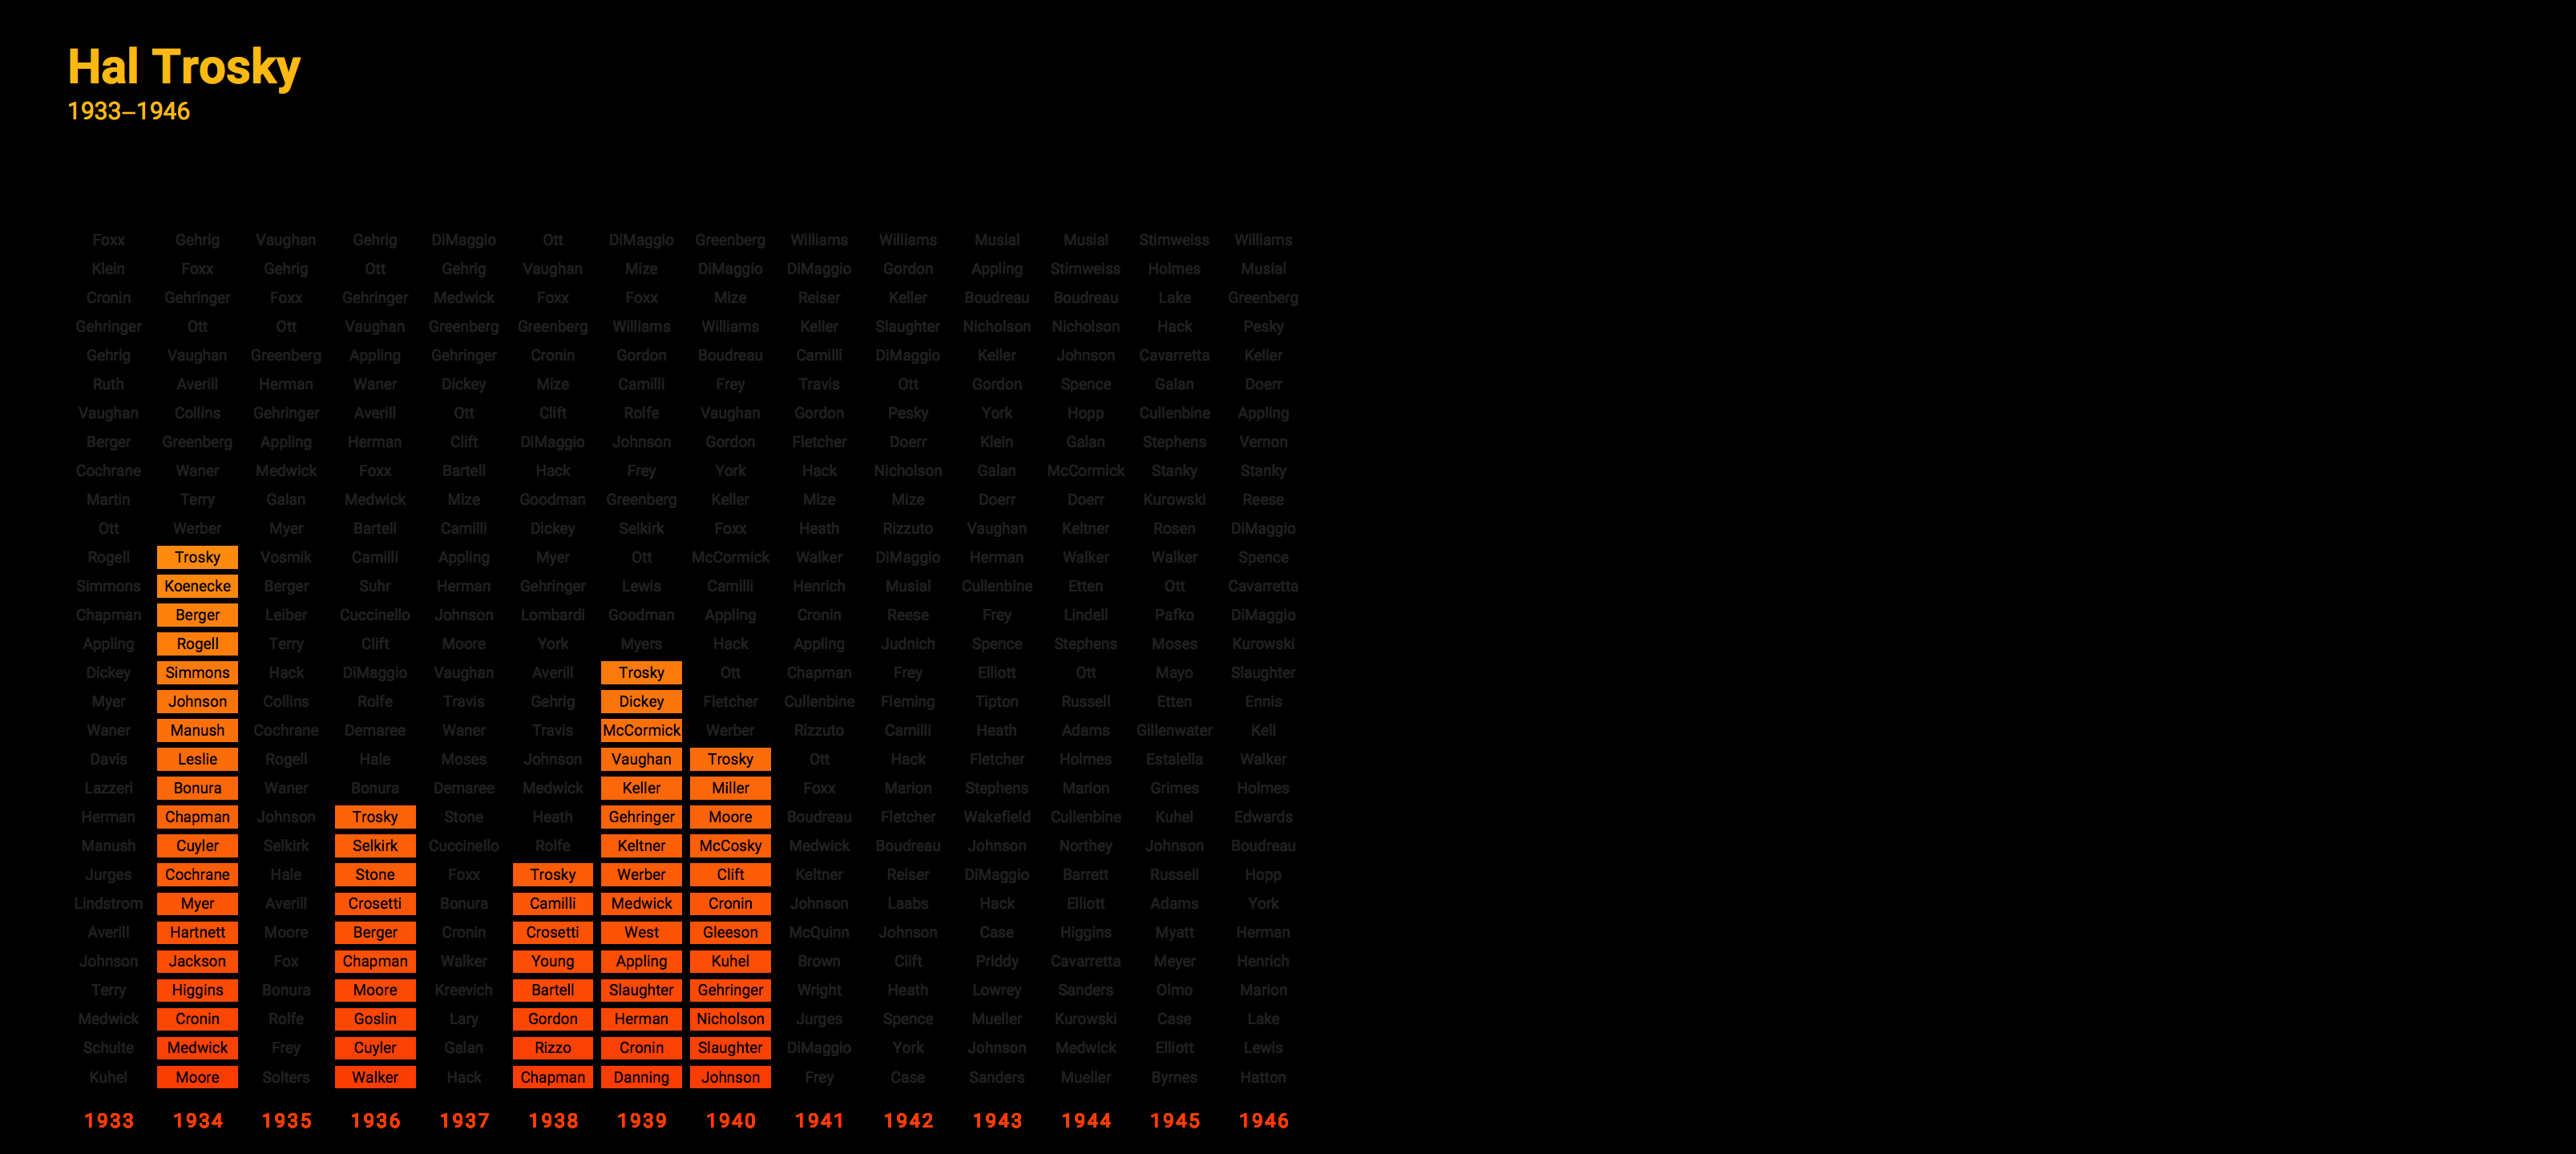 Hal Trosky
1933–1946
Foxx Gehrig Vaughan Gehrig DiMaggio Ott DiMaggio Greenberg Williams Williams Musial Musial Stirnweiss Williams
Klein Foxx Gehrig Ott Gehrig Vaughan Mize DiMaggio DiMaggio Gordon Appling Stirnweiss Holmes Musial
Cronin Gehringer Foxx Gehringer Medwick Foxx Foxx Mize Reiser Keller Boudreau Boudreau Lake Greenberg
Gehringer Ott Ott Vaughan Greenberg Greenberg Williams Williams Keller Slaughter Nicholson Nicholson Hack Pesky
Gehrig Vaughan Greenberg Appling Gehringer Cronin Gordon Boudreau Camilli DiMaggio Keller Johnson Cavarretta Keller
Ruth Averill Herman Waner Dickey Mize Camilli Frey Travis Ott Gordon Spence Galan Doerr
Vaughan Collins Gehringer Averill Ott Clift Rolfe Vaughan Gordon Pesky York Hopp Cullenbine Appling
Berger Greenberg Appling Herman Clift DiMaggio Johnson Gordon Fletcher Doerr Klein Galan Stephens Vernon
Cochrane Waner Medwick Foxx Bartell Hack Frey York Hack Nicholson Galan McCormick Stanky Stanky
Martin Terry Galan Medwick Mize Goodman Greenberg Keller Mize Mize Doerr Doerr Kurowski Reese
Ott Werber Myer Bartell Camilli Dickey Selkirk Foxx Heath Rizzuto Vaughan Keltner Rosen DiMaggio
Rogell Trosky Vosmik Camilli Appling Myer Ott McCormick Walker DiMaggio Herman Walker Walker Spence
Simmons Koenecke Berger Suhr Herman Gehringer Lewis Camilli Henrich Musial Cullenbine Etten Ott Cavarretta
Chapman Berger Leiber Cuccinello Johnson Lombardi Goodman Appling Cronin Reese Frey Lindell Pafko DiMaggio
Appling Rogell Terry Clift Moore York Myers Hack Appling Judnich Spence Stephens Moses Kurowski
Dickey Simmons Hack DiMaggio Vaughan Averill Trosky Ott Chapman Frey Elliott Ott Mayo Slaughter
Myer Johnson Collins Rolfe Travis Gehrig Dickey Fletcher Cullenbine Fleming Tipton Russell Etten Ennis
Waner Manush Cochrane Demaree Waner Travis McCormick Werber Rizzuto Camilli Heath Adams Gillenwater Kell
Davis Leslie Rogell Hale Moses Johnson Vaughan Trosky Ott Hack Fletcher Holmes Estalella Walker
Lazzeri Bonura Waner Bonura Demaree Medwick Keller Miller Foxx Marion Stephens Marion Grimes Holmes
Herman Chapman Johnson Trosky Stone Heath Gehringer Moore Boudreau Fletcher Wakefield Cullenbine Kuhel Edwards
Manush Cuyler Selkirk Selkirk Cuccinello Rolfe Keltner McCosky Medwick Boudreau Johnson Northey Johnson Boudreau
Jurges Cochrane Hale Stone Foxx Trosky Werber Clift Keltner Reiser DiMaggio Barrett Russell Hopp
Lindstrom Myer Averill Crosetti Bonura Camilli Medwick Cronin Johnson Laabs Hack Elliott Adams York
Averill Hartnett Moore Berger Cronin Crosetti West Gleeson McQuinn Johnson Case Higgins Myatt Herman
Johnson Jackson Fox Chapman Walker Young Appling Kuhel Brown Clift Priddy Cavarretta Meyer Henrich
Terry Higgins Bonura Moore Kreevich Bartell Slaughter Gehringer Wright Heath Lowrey Sanders Olmo Marion
Medwick Cronin Rolfe Goslin Lary Gordon Herman Nicholson Jurges Spence Mueller Kurowski Case Lake
Schulte Medwick Frey Cuyler Galan Rizzo Cronin Slaughter DiMaggio York Johnson Medwick Elliott Lewis
Kuhel Moore Solters Walker Hack Chapman Danning Johnson Frey Case Sanders Mueller Byrnes Hatton
1933 1934 1935 1936 1937 1938 1939 1940 1941 1942 1943 1944 1945 1946